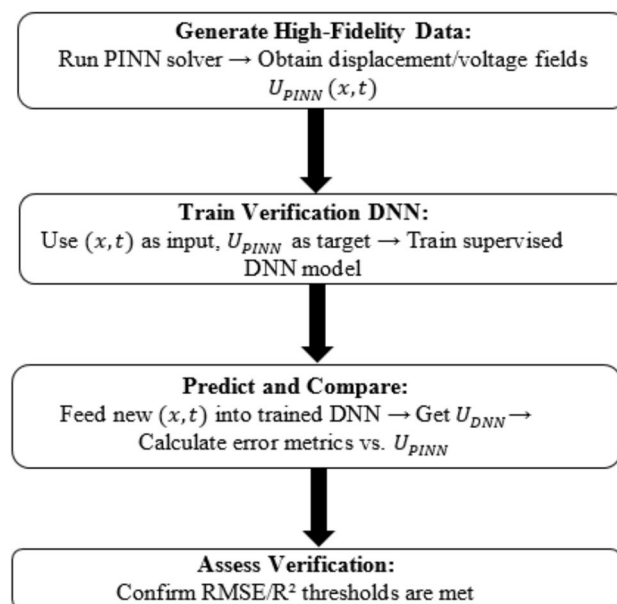 Generate High-Fidelity Data:
Run PINN solver → Obtain displacement/voltage fields
U_PINN (x,t)
Train Verification DNN:
Use (x,t) as input, U_PINN as target → Train supervised
DNN model
Predict and Compare:
Feed new (x,t) into trained DNN → Get U_DNN →
Calculate error metrics vs. U_PINN
Assess Verification:
Confirm RMSE/R² thresholds are met